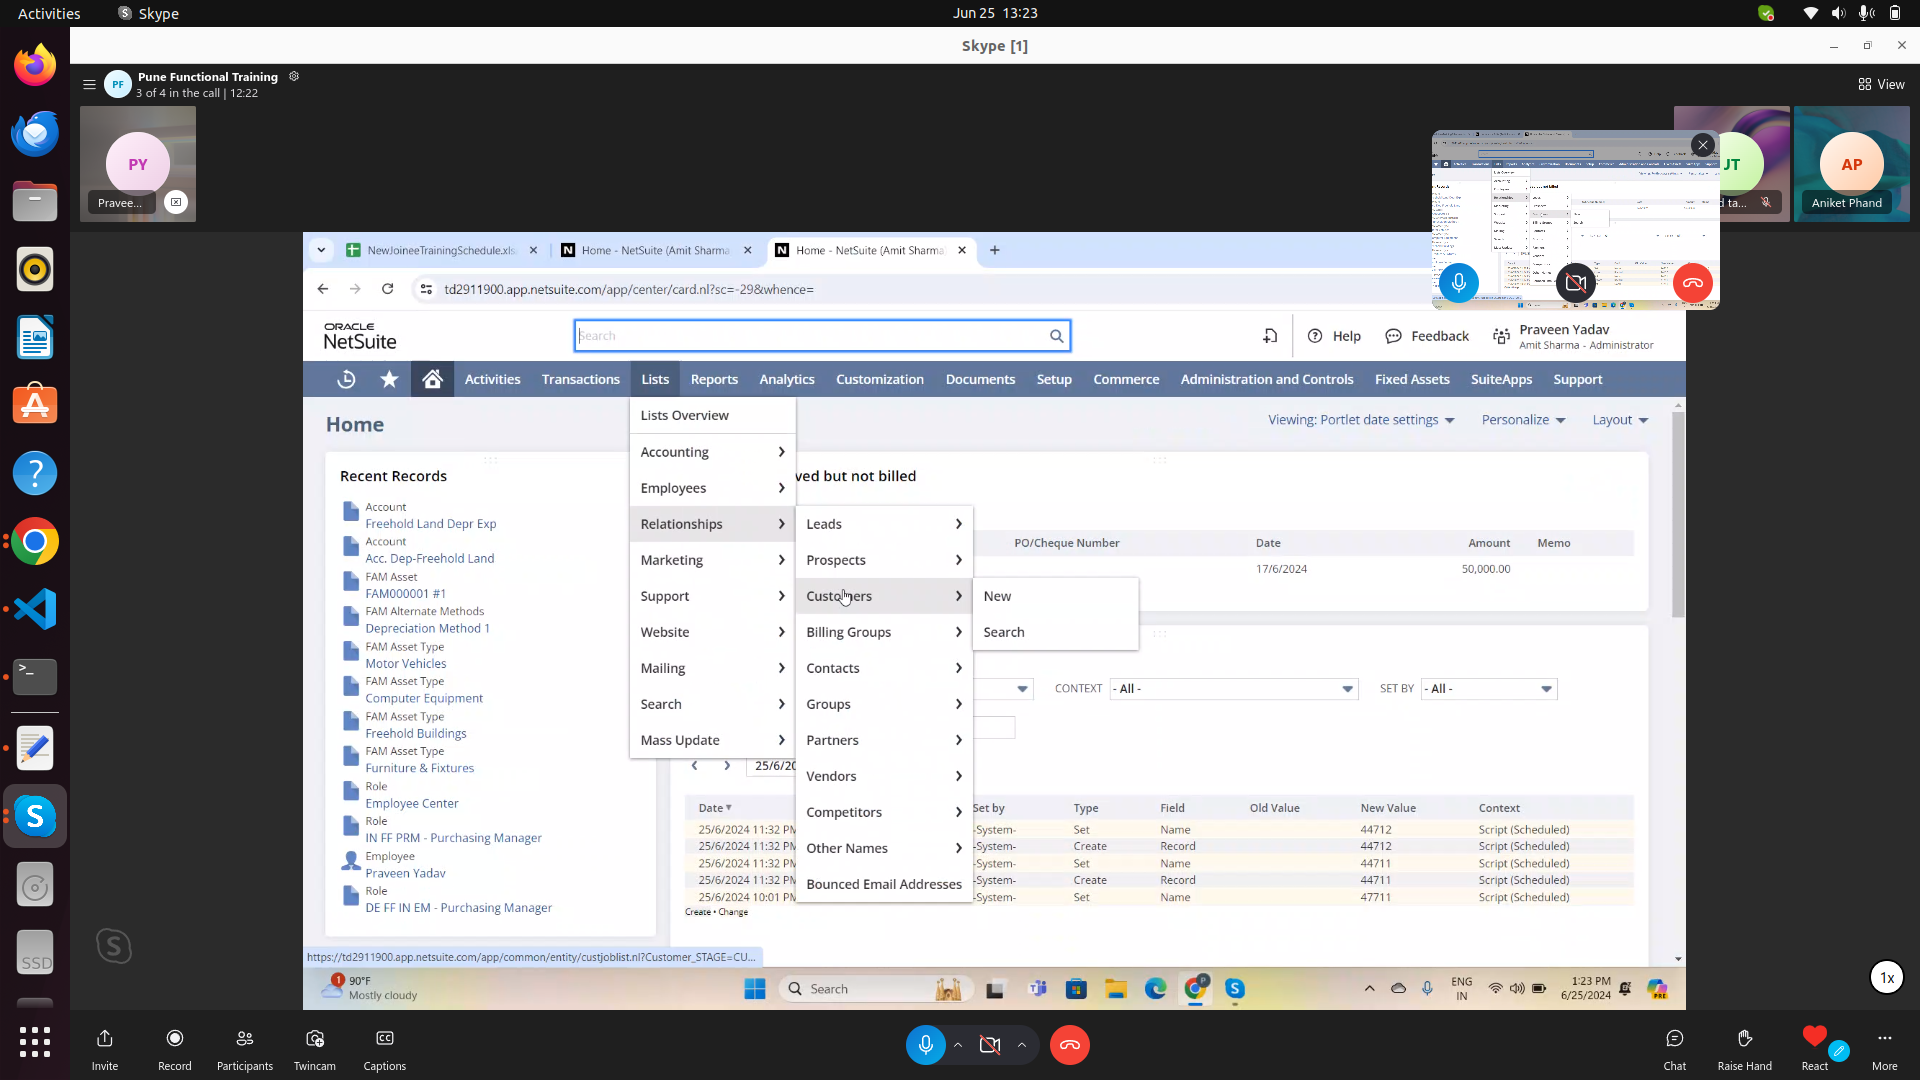 Activities
Skype
Jun 25 13:23
Skype [1]
PF
Pune Functional Training
3 of 4 in the call | 12:22
View
PY
Pravee...
JT
d ta...
AP
Aniket Phand
NewJoineeTrainingSchedule.xls
Home - NetSuite (Amit Sharma
Home - NetSuite (Amit Sharma
td2911900.app.netsuite.com/app/center/card.nl?sc=-29&whence=
ORACLE
NetSuite
Search
Help
Feedback
Praveen Yadav
Amit Sharma - Administrator
Activities
Transactions
Lists
Reports
Analytics
Customization
Documents
Setup
Commerce
Administration and Controls
Fixed Assets
SuiteApps
Support
Home
Viewing: Portlet date settings
Personalize
Layout
Lists Overview
Accounting
Employees
Relationships
Marketing
Support
Website
Mailing
Search
Mass Update
Leads
Prospects
Customers
Billing Groups
Contacts
Groups
Partners
Vendors
Competitors
Other Names
Bounced Email Addresses
New
Search
Recent Records
Account
Freehold Land Depr Exp
Account
Acc. Dep-Freehold Land
FAM Asset
FAM000001 #1
FAM Alternate Methods
Depreciation Method 1
FAM Asset Type
Motor Vehicles
FAM Asset Type
Computer Equipment
FAM Asset Type
Freehold Buildings
FAM Asset Type
Furniture & Fixtures
Role
Employee Center
Role
IN FF PRM - Purchasing Manager
Employee
Praveen Yadav
Role
DE FF IN EM - Purchasing Manager
ved but not billed
PO/Cheque Number
Date
Amount
Memo
17/6/2024
50,000.00
CONTEXT
- All -
SET BY
- All -
25/6/20
Date
Set by
Type
Field
Old Value
New Value
Context
25/6/2024 11:32 PM
-System-
Set
Name
44712
Script (Scheduled)
25/6/2024 11:32 PM
-System-
Create
Record
44712
Script (Scheduled)
25/6/2024 11:32 PM
-System-
Set
Name
44711
Script (Scheduled)
25/6/2024 11:32 PM
-System-
Create
Record
44711
Script (Scheduled)
25/6/2024 10:01 PM
-System-
Set
Name
47711
Script (Scheduled)
Create • Change
https://td2911900.app.netsuite.com/app/common/entity/custjoblist.nl?Customer_STAGE=CU...
1
90°F
Mostly cloudy
Search
ENG
IN
1:23 PM
6/25/2024
PRE
1x
SSD
Invite
Record
Participants
Twincam
CC
Captions
Chat
Raise Hand
React
More